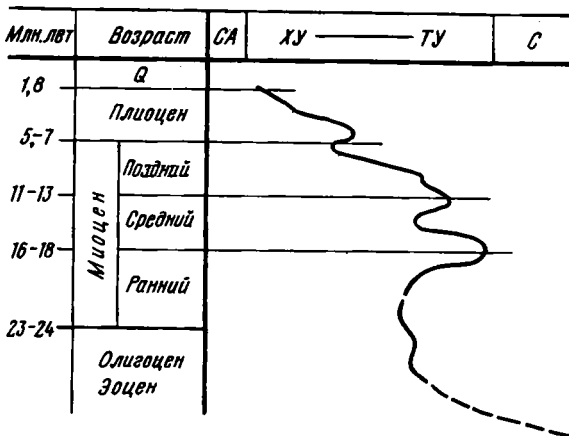 Млн.лет Возраст СА ХУ ТУ С
Q
1,8
Плиоцен
5,-7
Поздний
11-13
Миоцен
Средний
16-18
Ранний
23-24
Олигоцен
Эоцен